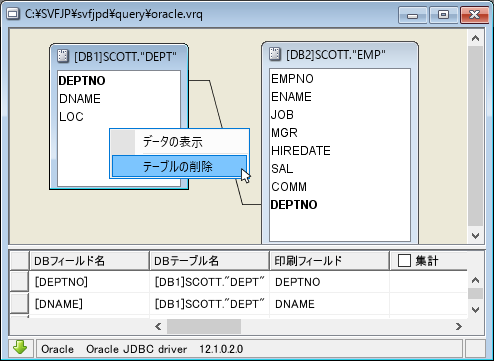 C:¥SVFJP¥svfjpd¥query¥oracle.vrq
[DB1]SCOTT."DEPT"
DEPTNO
DNAME
LOC
データの表示
テーブルの削除
[DB2]SCOTT."EMP"
EMPNO
ENAME
JOB
MGR
HIREDATE
SAL
COMM
DEPTNO
DBフィールド名 DBテーブル名 印刷フィールド 集計
[DEPTNO] [DB1]SCOTT."DEPT" DEPTNO
[DNAME] [DB1]SCOTT."DEPT" DNAME
Oracle Oracle JDBC driver 12.1.0.2.0